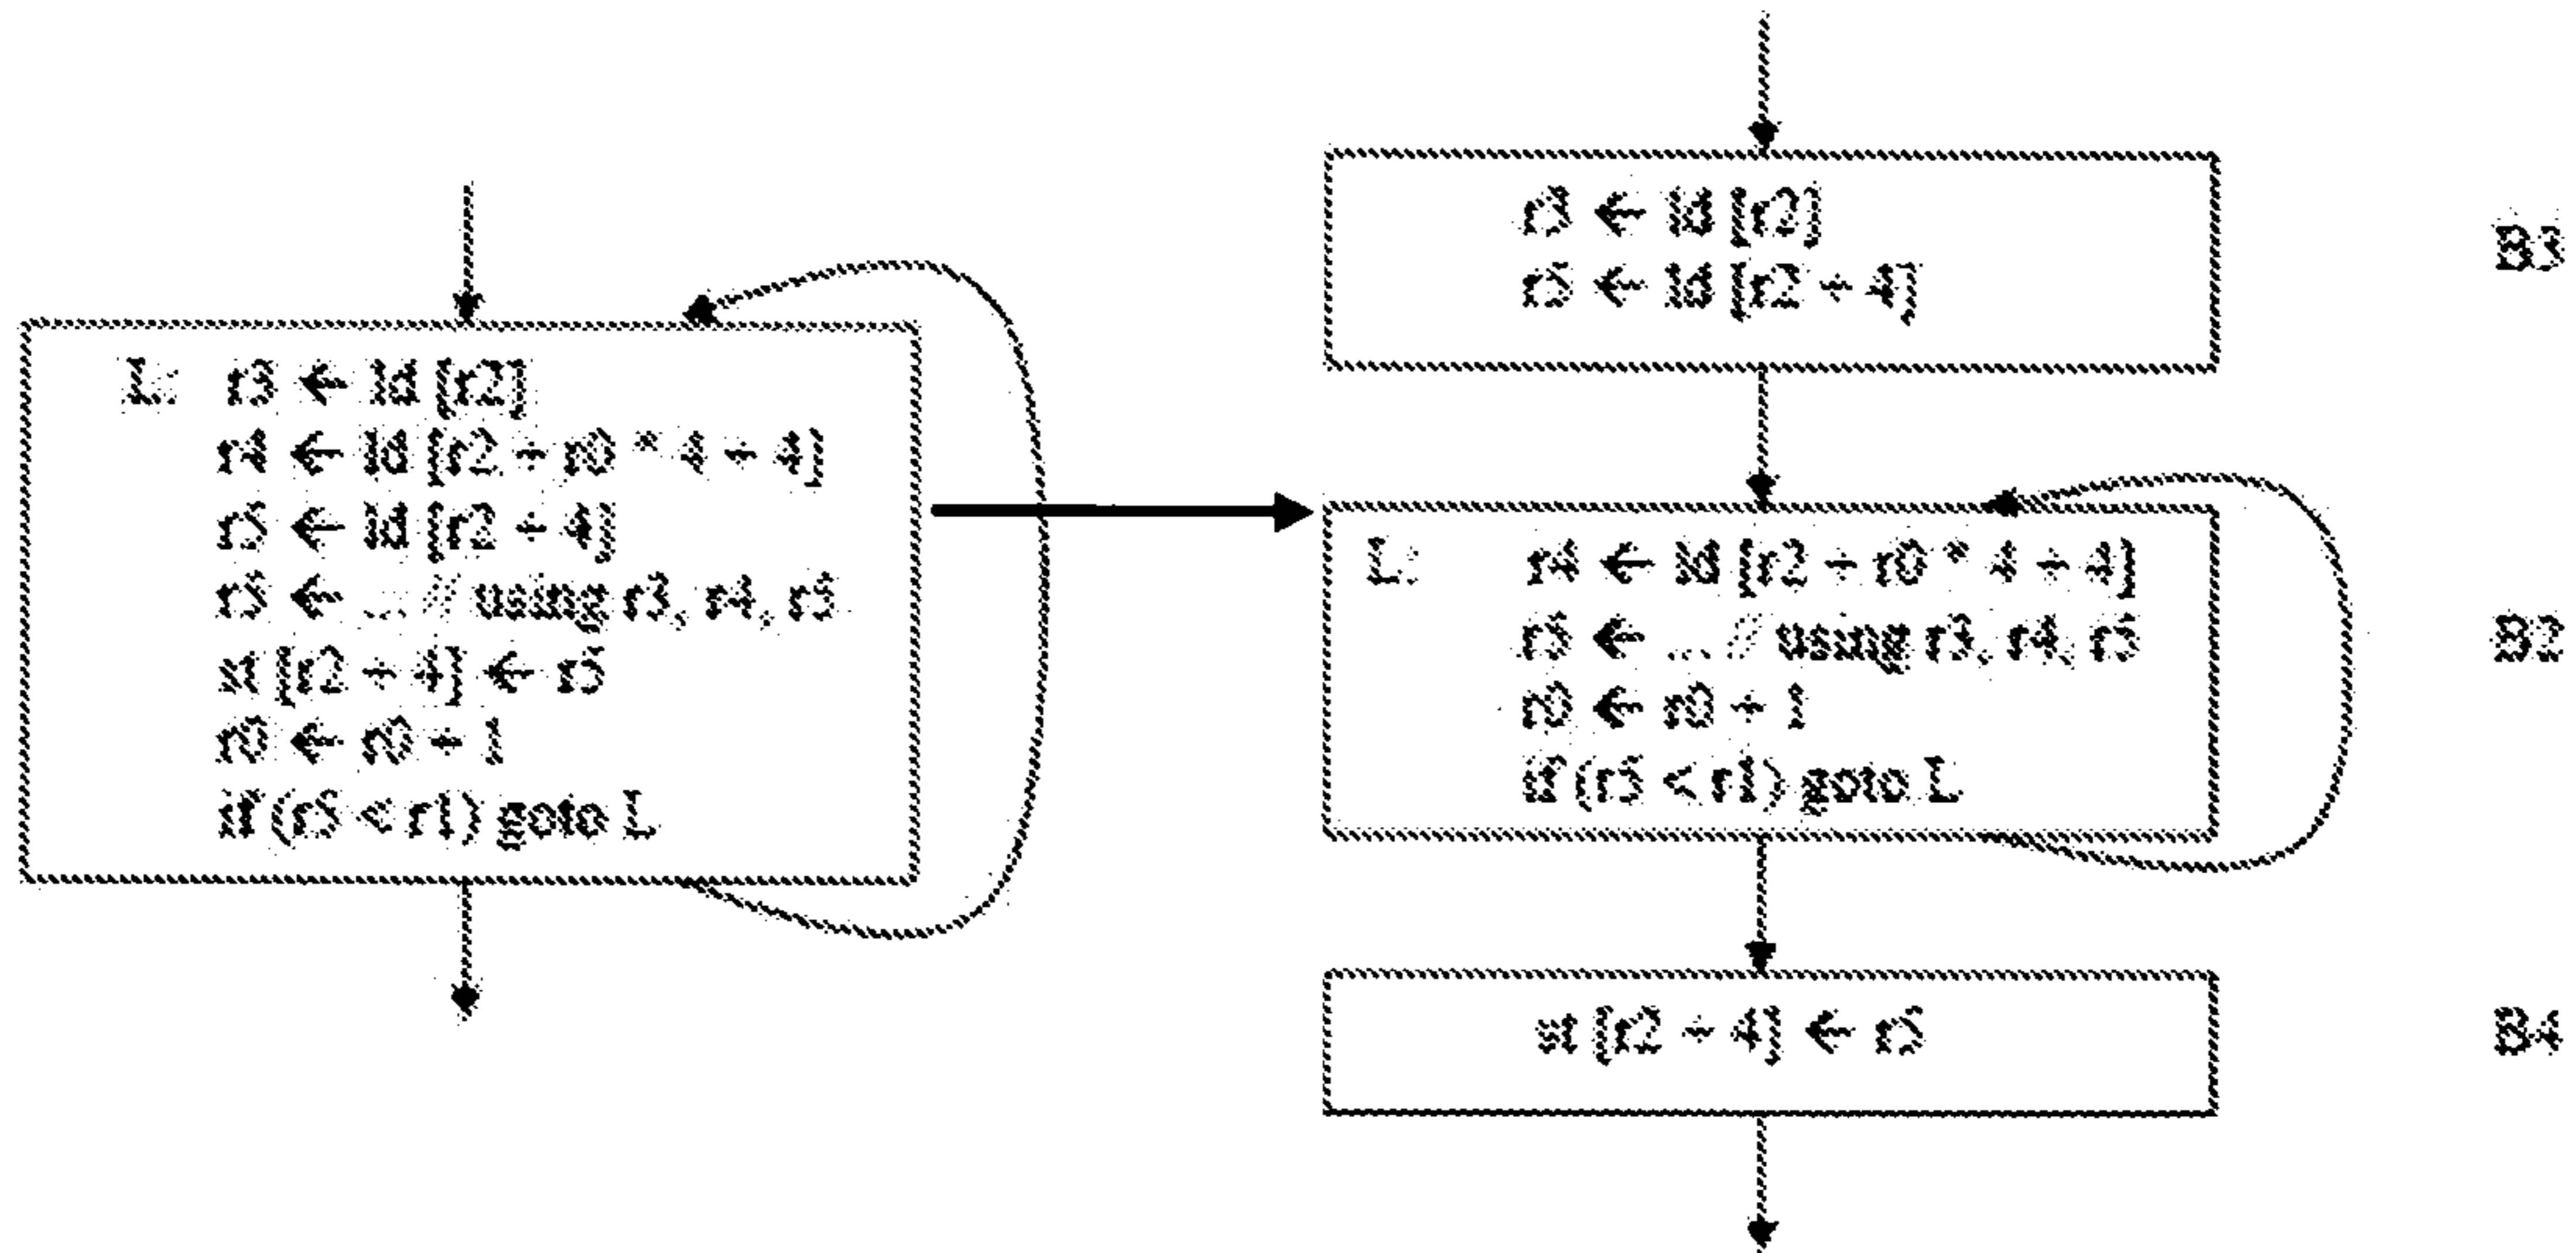 L: r3 ← ld [r2]
r4 ← ld [r2 + r0 * 4 + 4]
r5 ← ld [r2 + 4]
r5 ← ... // using r3, r4, r5
st [r2 + 4] ← r5
r0 ← r0 + 1
if (r5 < r1) goto L
r3 ← ld [r2]
r5 ← ld [r2 + 4]
B3
L: r4 ← ld [r2 + r0 * 4 + 4]
r5 ← ... // using r3, r4, r5
r0 ← r0 + 1
if (r5 < r1) goto L
B2
st [r2 + 4] ← r5
B4